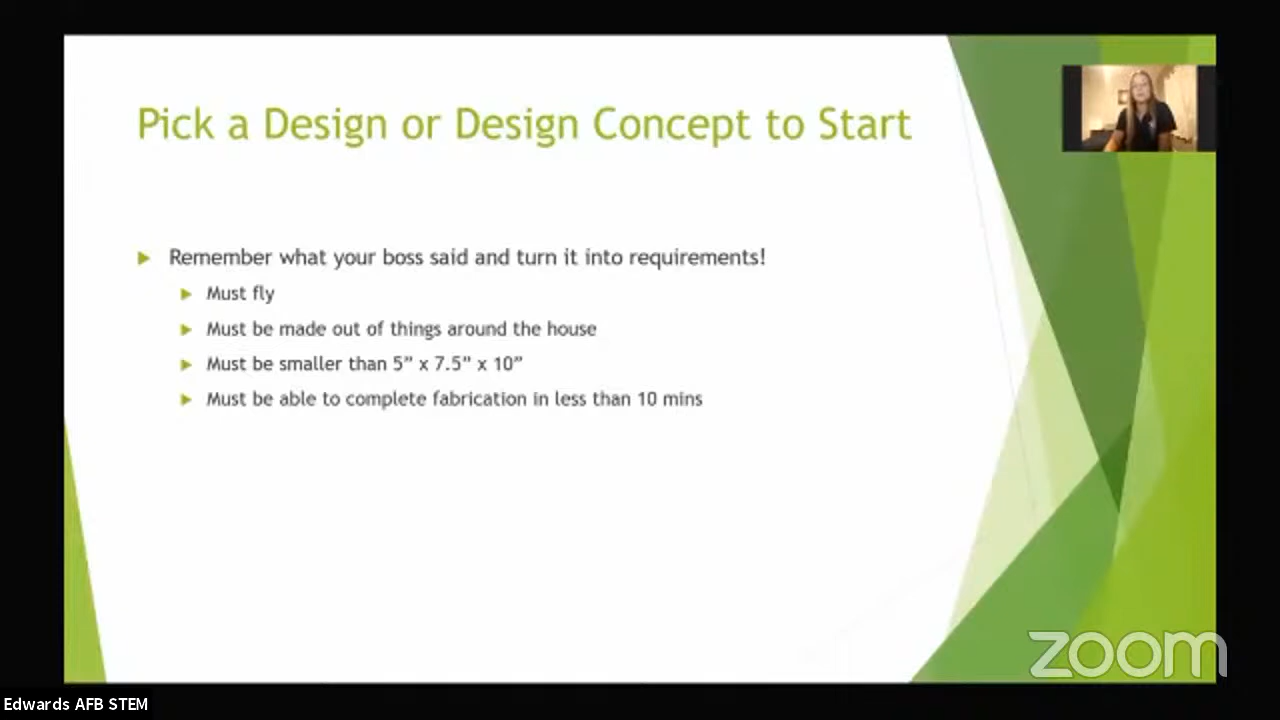 Pick a Design or Design Concept to Start
Remember what your boss said and turn it into requirements!
Must fly
Must be made out of things around the house
Must be smaller than 5” x 7.5” x 10”
Must be able to complete fabrication in less than 10 mins
zoom
Edwards AFB STEM